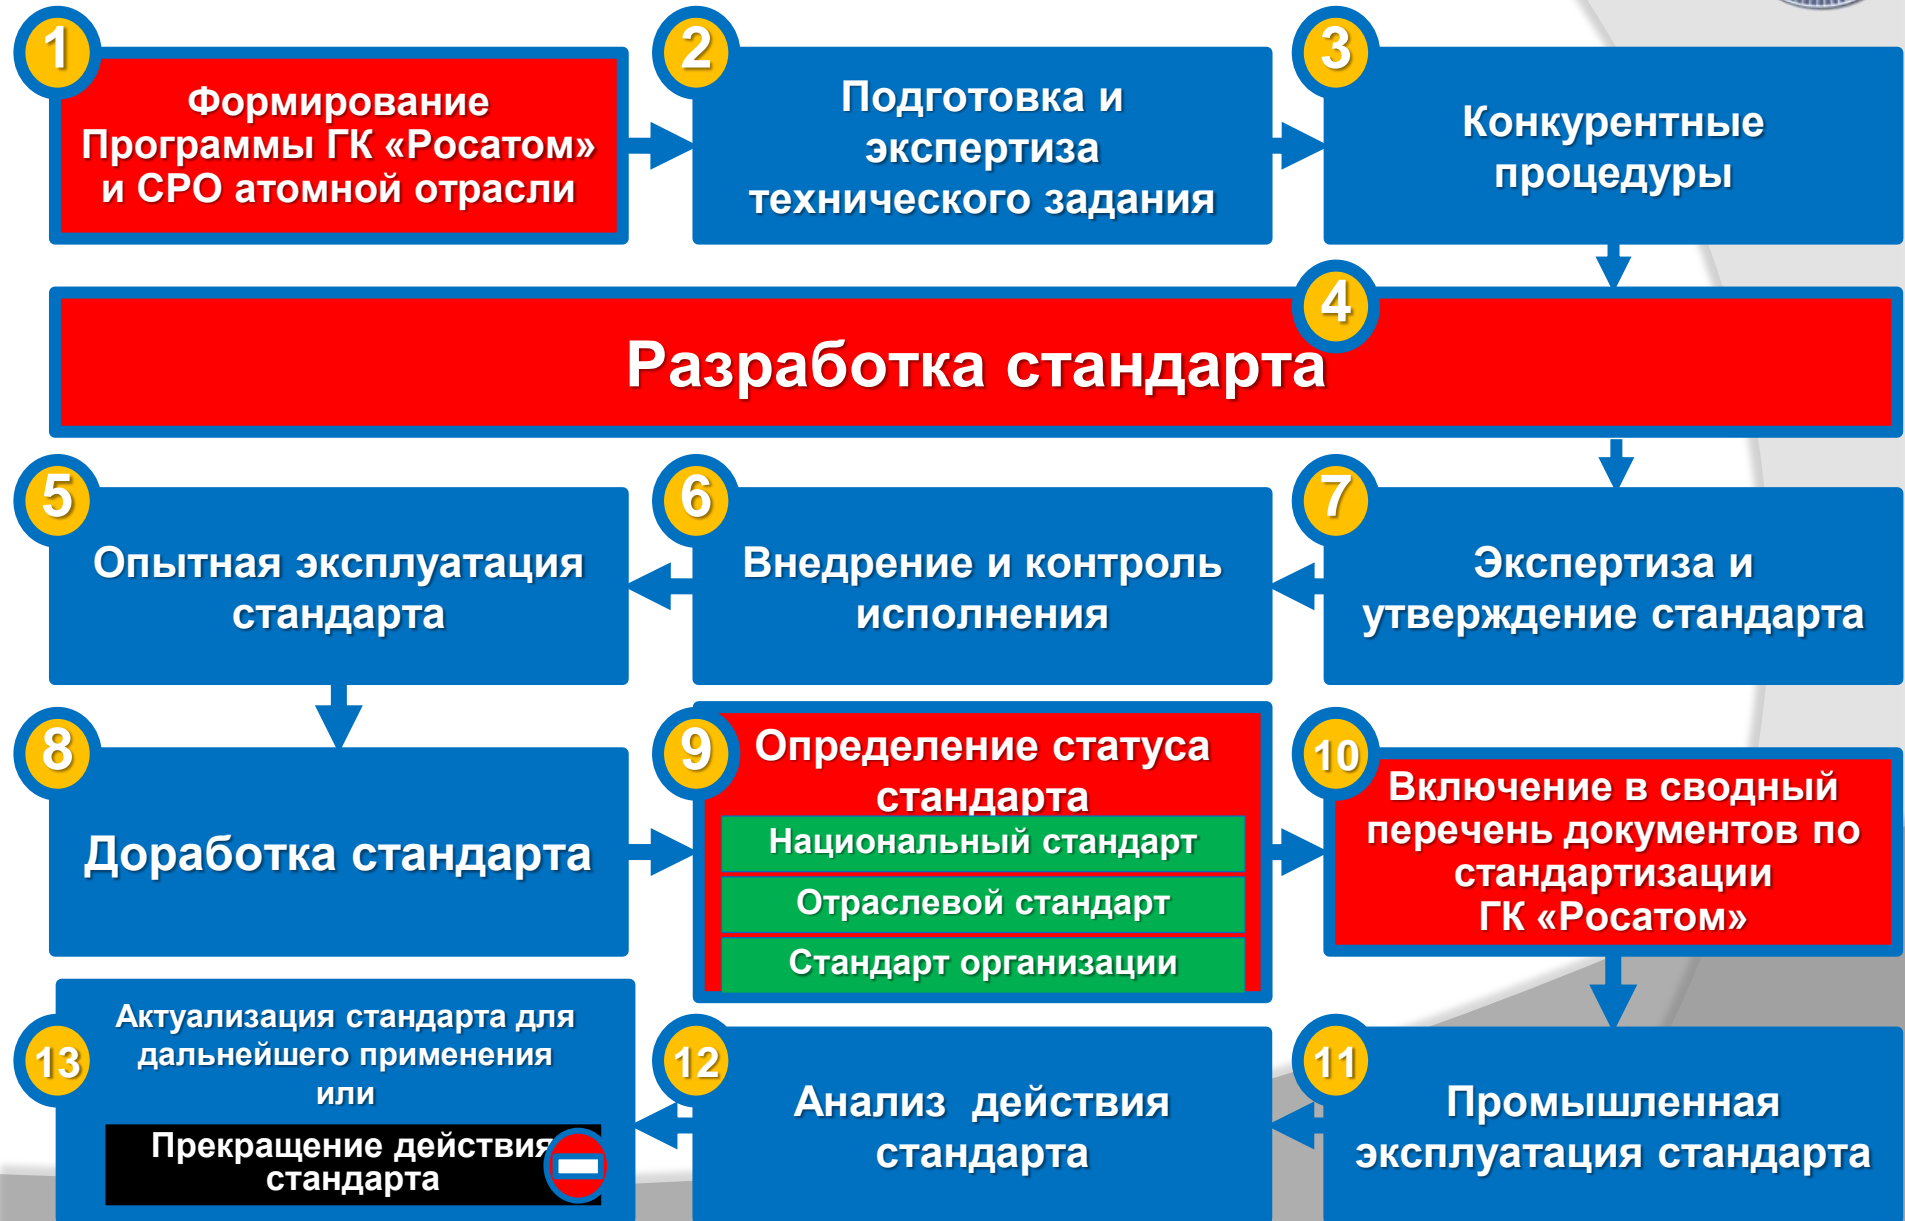 1
Формирование
Программы ГК «Росатом»
и СРО атомной отрасли
2
Подготовка и
экспертиза
технического задания
3
Конкурентные
процедуры
4
Разработка стандарта
5
Опытная эксплуатация
стандарта
6
Внедрение и контроль
исполнения
7
Экспертиза и
утверждение стандарта
8
Доработка стандарта
9
Определение статуса
стандарта
Национальный стандарт
Отраслевой стандарт
Стандарт организации
10
Включение в сводный
перечень документов по
стандартизации
ГК «Росатом»
13
Актуализация стандарта для
дальнейшего применения
или
Прекращение действия
стандарта
12
Анализ действия
стандарта
11
Промышленная
эксплуатация стандарта